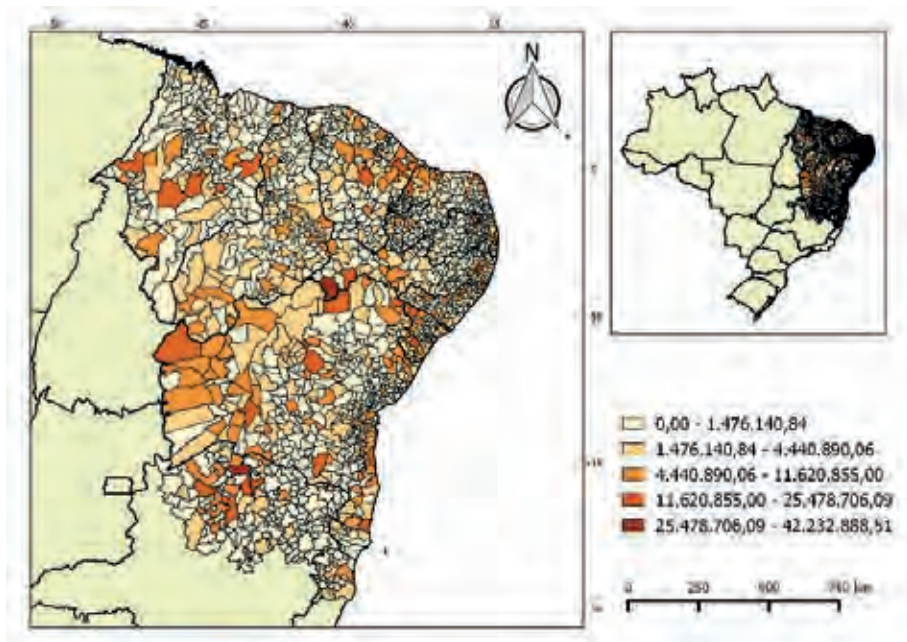 N
0,00 - 1.476.140,84
1.476.140,84 - 4.440.890,06
4.440.890,06 - 11.620.855,00
11.620.855,00 - 25.478.706,09
25.478.706,09 - 42.232.888,51
0 250 500 750 km